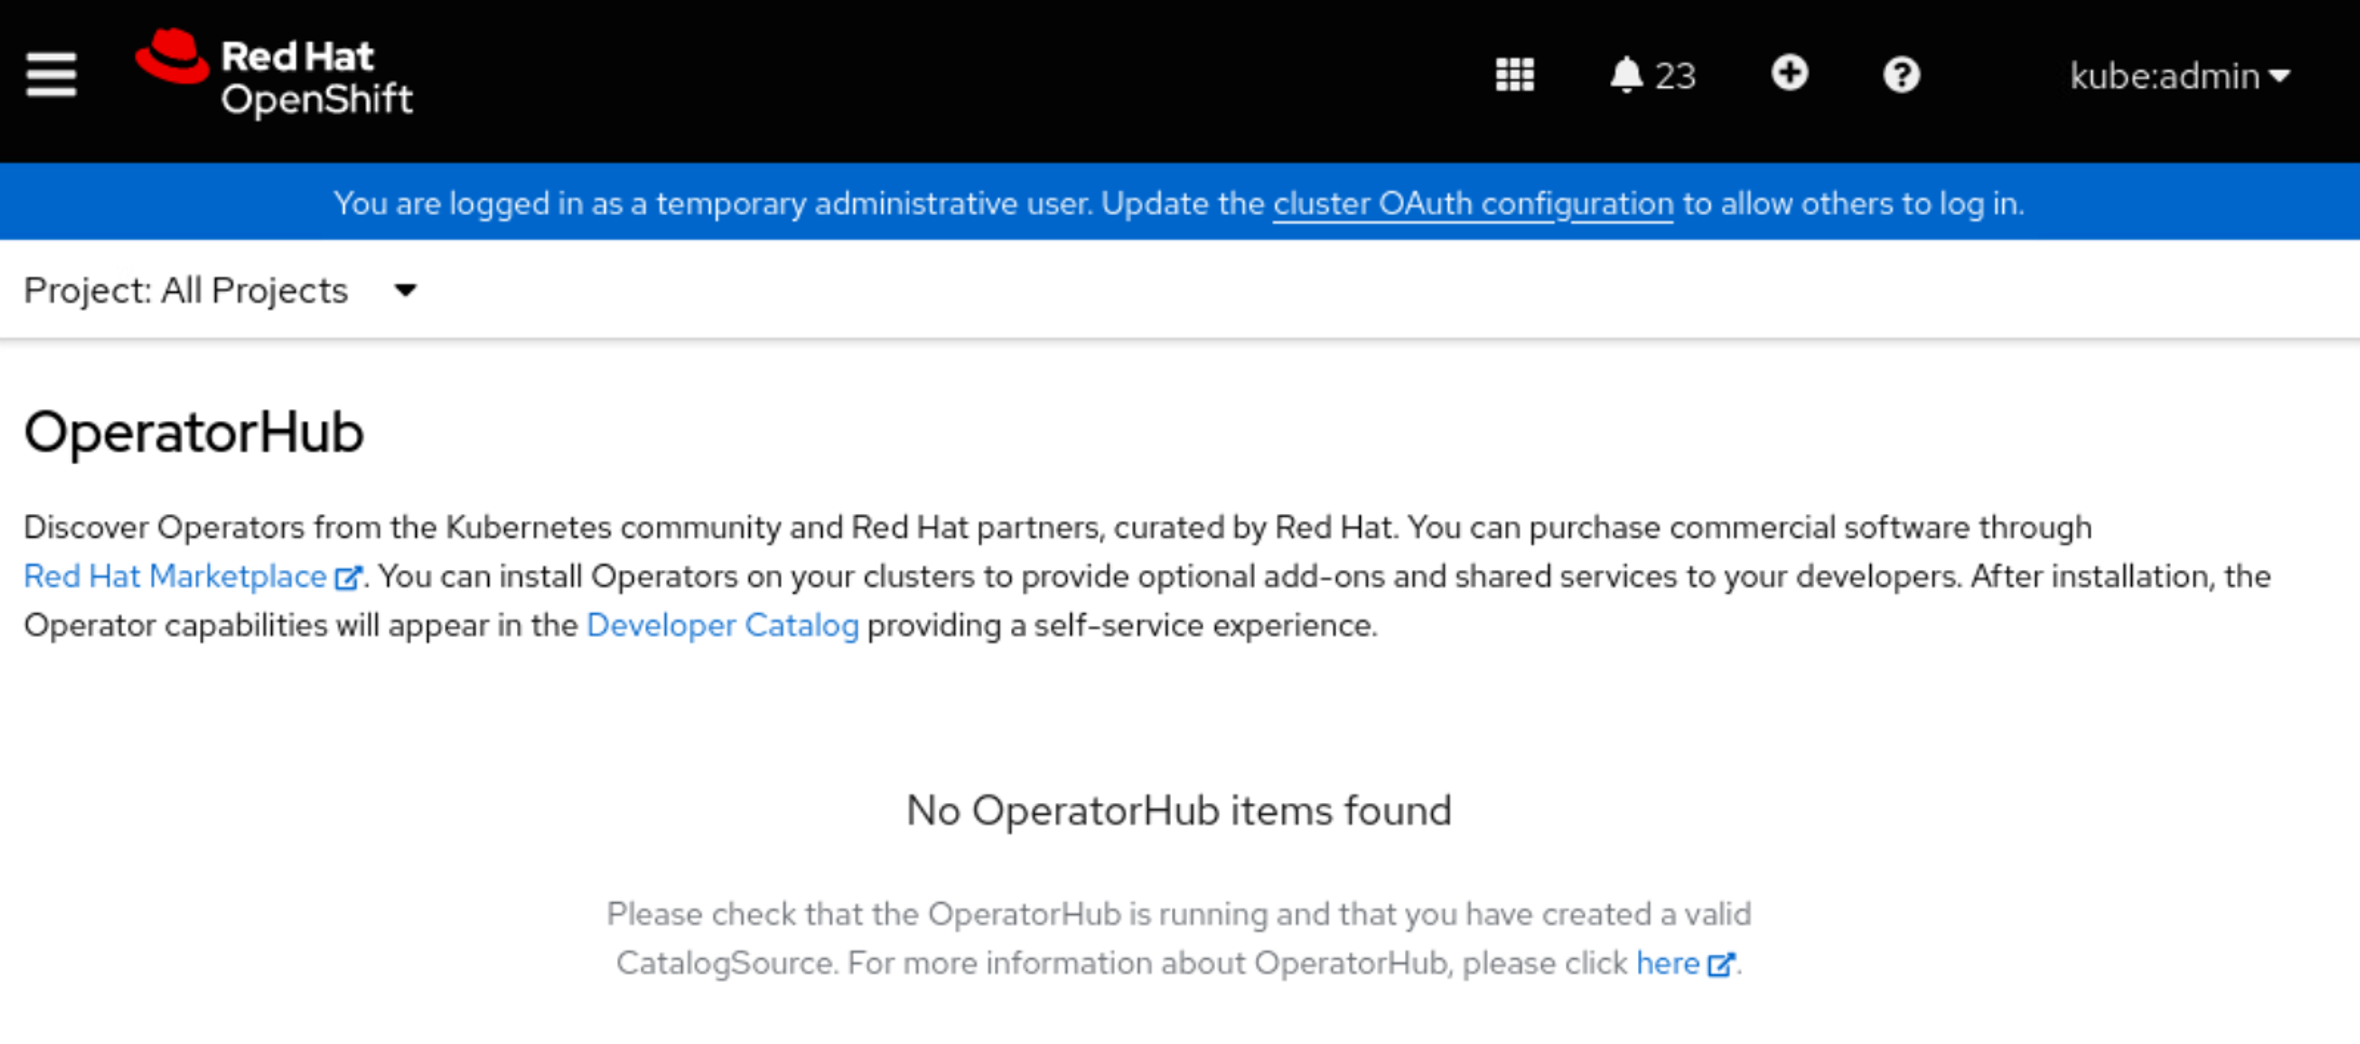 Red Hat
OpenShift
23
kube:admin
You are logged in as a temporary administrative user. Update the cluster OAuth configuration to allow others to log in.
Project: All Projects
OperatorHub
Discover Operators from the Kubernetes community and Red Hat partners, curated by Red Hat. You can purchase commercial software through
Red Hat Marketplace. You can install Operators on your clusters to provide optional add-ons and shared services to your developers. After installation, the
Operator capabilities will appear in the Developer Catalog providing a self-service experience.
No OperatorHub items found
Please check that the OperatorHub is running and that you have created a valid
CatalogSource. For more information about OperatorHub, please click here.